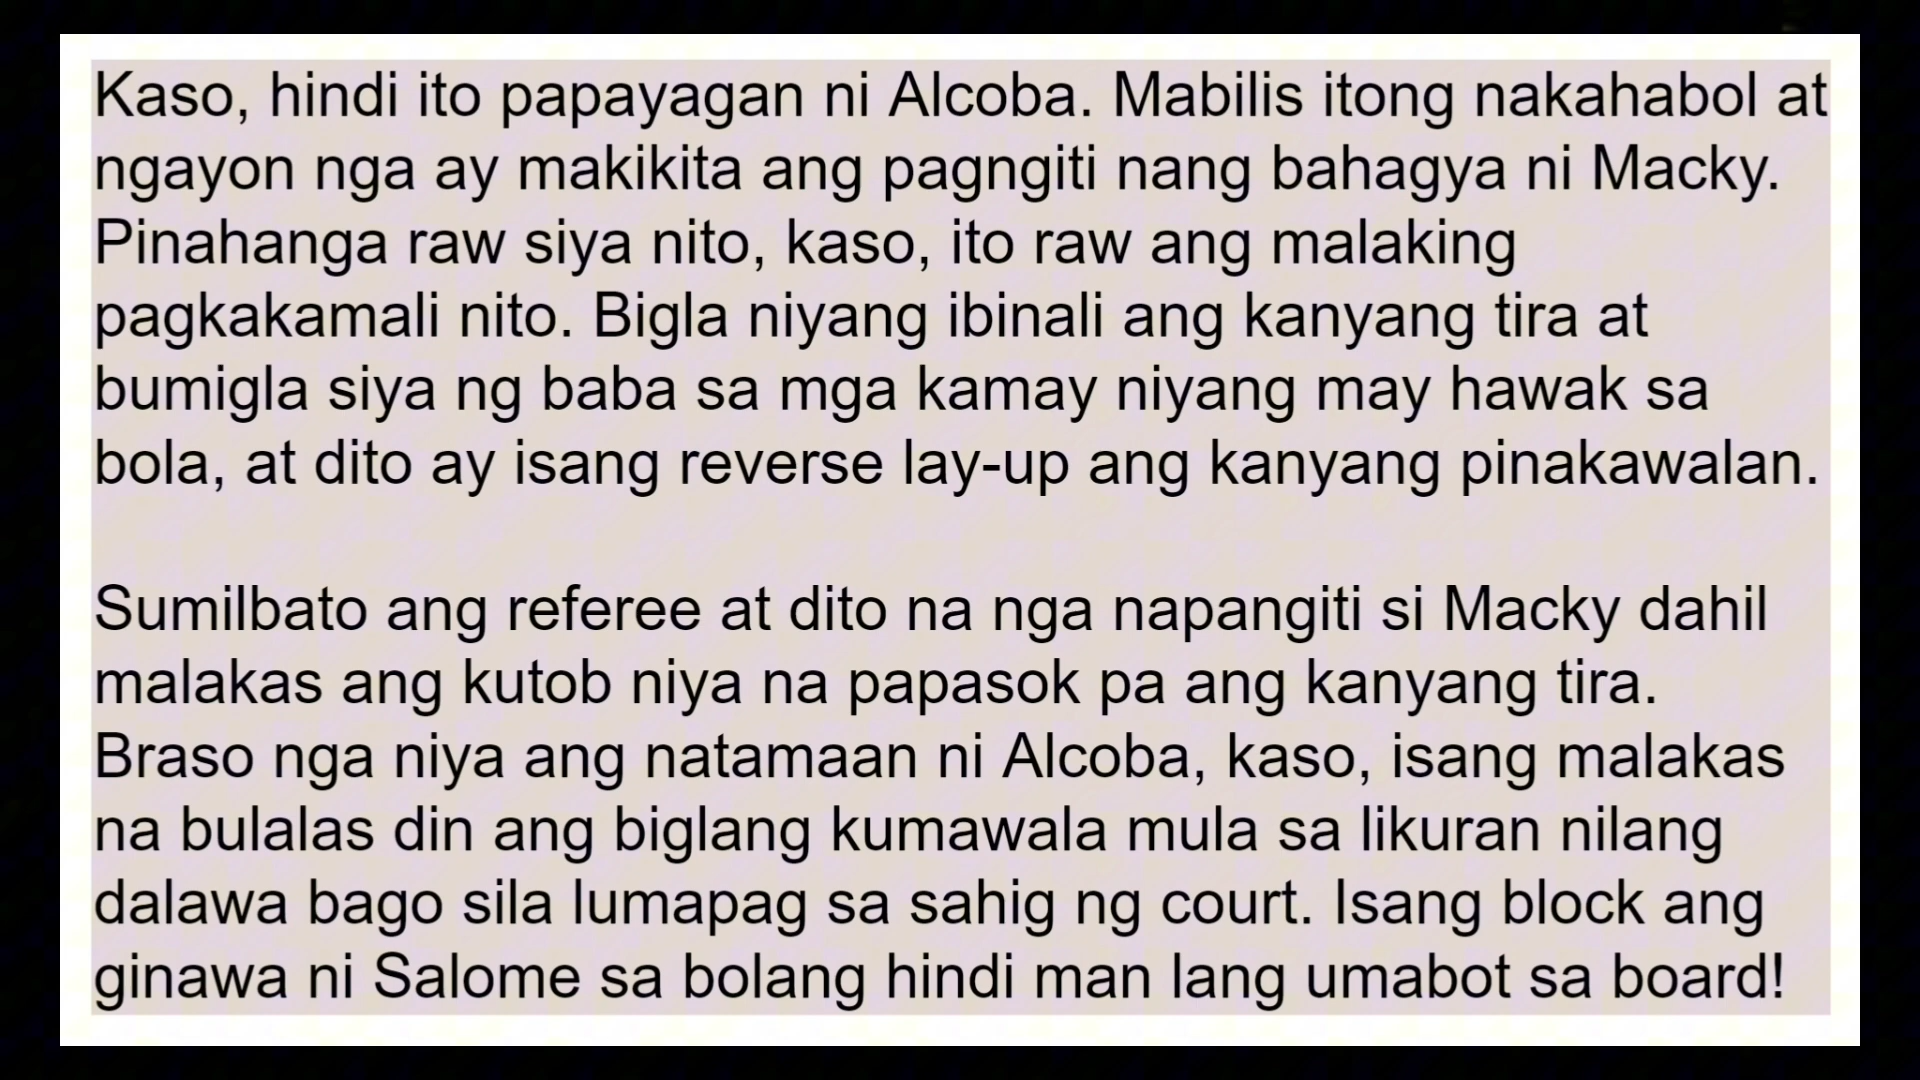 Kaso, hindi ito papayagan ni Alcoba. Mabilis itong nakahabol at
ngayon nga ay makikita ang pagngiti nang bahagya ni Macky.
Pinahanga raw siya nito, kaso, ito raw ang malaking
pagkakamali nito. Bigla niyang ibinali ang kanyang tira at
bumigla siya ng baba sa mga kamay niyang may hawak sa
bola, at dito ay isang reverse lay-up ang kanyang pinakawalan.
Sumilbato ang referee at dito na nga napangiti si Macky dahil
malakas ang kutob niya na papasok pa ang kanyang tira.
Braso nga niya ang natamaan ni Alcoba, kaso, isang malakas
na bulalas din ang biglang kumawala mula sa likuran nilang
dalawa bago sila lumapag sa sahig ng court. Isang block ang
ginawa ni Salome sa bolang hindi man lang umabot sa board!